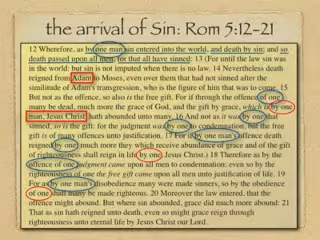 the arrival of Sin: Rom 5:12-21
12 Wherefore, as by one man sin entered into the world, and death by sin; and so
death passed upon all men, for that all have sinned: 13 (For until the law sin was
in the world: but sin is not imputed when there is no law. 14 Nevertheless death
reigned from Adam to Moses, even over them that had not sinned after the
similitude of Adam's transgression, who is the figure of him that was to come. 15
But not as the offence, so also is the free gift. For if through the offence of one
many be dead, much more the grace of God, and the gift by grace, which is by one
man, Jesus Christ, hath abounded unto many. 16 And not as it was by one that
sinned, so is the gift: for the judgment was by one to condemnation, but the free
gift is of many offences unto justification. 17 For if by one man's offence death
reigned by one; much more they which receive abundance of grace and of the gift
of righteousness shall reign in life by one, Jesus Christ.) 18 Therefore as by the
offence of one judgment came upon all men to condemnation; even so by the
righteousness of one the free gift came upon all men unto justification of life. 19
For as by one man's disobedience many were made sinners, so by the obedience
of one shall many be made righteous. 20 Moreover the law entered, that the
offence might abound. But where sin abounded, grace did much more abound: 21
That as sin hath reigned unto death, even so might grace reign through
righteousness unto eternal life by Jesus Christ our Lord.